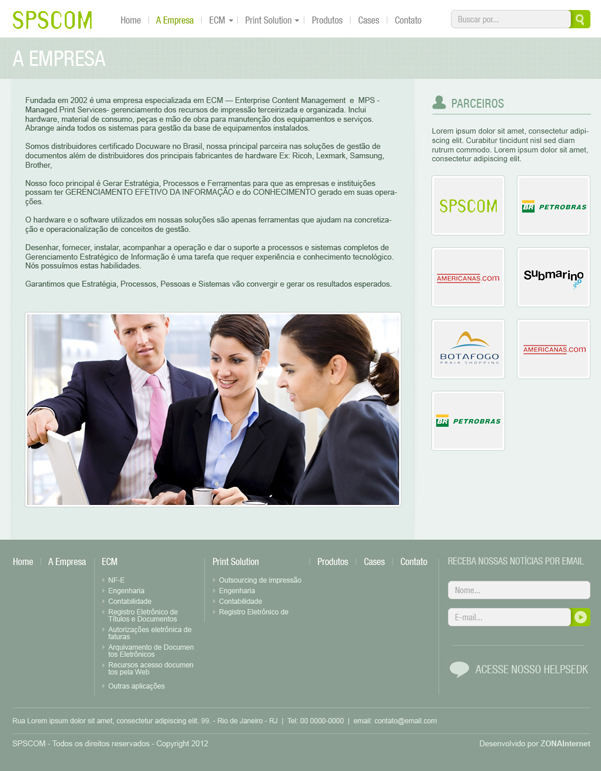 SPSCOM
Home
A Empresa
ECM
Print Solution
Produtos
Cases
Contato
Buscar por...
A EMPRESA
Fundada em 2002 é uma empresa especializada em ECM — Enterprise Content Management e MPS -
Managed Print Services- gerenciamento dos recursos de impressão terceirizada e organizada. Inclui
hardware, material de consumo, peças e mão de obra para manutenção dos equipamentos e serviços.
Abrange ainda todos os sistemas para gestão da base de equipamentos instalados.
Somos distribuidores certificado Docuware no Brasil, nossa principal parceira nas soluções de gestão de
documentos além de distribuidores dos principais fabricantes de hardware Ex: Ricoh, Lexmark, Samsung,
Brother,
Nosso foco principal é Gerar Estratégia, Processos e Ferramentas para que as empresas e instituições
possam ter GERENCIAMENTO EFETIVO DA INFORMAÇÃO e do CONHECIMENTO gerado em suas opera-
ções.
O hardware e o software utilizados em nossas soluções são apenas ferramentas que ajudam na concretiza-
ção e operacionalização de conceitos de gestão.
Desenhar, fornecer, instalar, acompanhar a operação e dar o suporte a processos e sistemas completos de
Gerenciamento Estratégico de Informação é uma tarefa que requer experiência e conhecimento tecnológico.
Nós possuímos estas habilidades.
Garantimos que Estratégia, Processos, Pessoas e Sistemas vão convergir e gerar os resultados esperados.
PARCEIROS
Lorem ipsum dolor sit amet, consectetur adipi-
scing elit. Curabitur tincidunt nisl sed diam
rutrum commodo. Lorem ipsum dolor sit amet,
consectetur adipiscing elit.
SPSCOM
BR PETROBRAS
AMERICANAS.com
Submarino
BOTAFOGO
PRAIA SHOPPING
AMERICANAS.com
BR PETROBRAS
Home
A Empresa
ECM
NF-E
Engenharia
Contabilidade
Registro Eletrônico de
Títulos e Documentos
Autorizações eletrônica de
faturas
Arquivamento de Documen
tos Eletrônicos
Recursos acesso documen
tos pela Web
Outras aplicações
Print Solution
Outsourcing de impressão
Engenharia
Contabilidade
Registro Eletrônico de
Produtos
Cases
Contato
RECEBA NOSSAS NOTÍCIAS POR EMAIL
Nome...
E-mail...
ACESSE NOSSO HELPSEDK
Rua Lorem ipsum dolor sit amet, consectetur adipiscing elit. 99. - Rio de Janeiro - RJ | Tel: 00 0000-0000 | email: contato@email.com
SPSCOM - Todos os direitos reservados - Copyright 2012
Desenvolvido por ZONAInternet